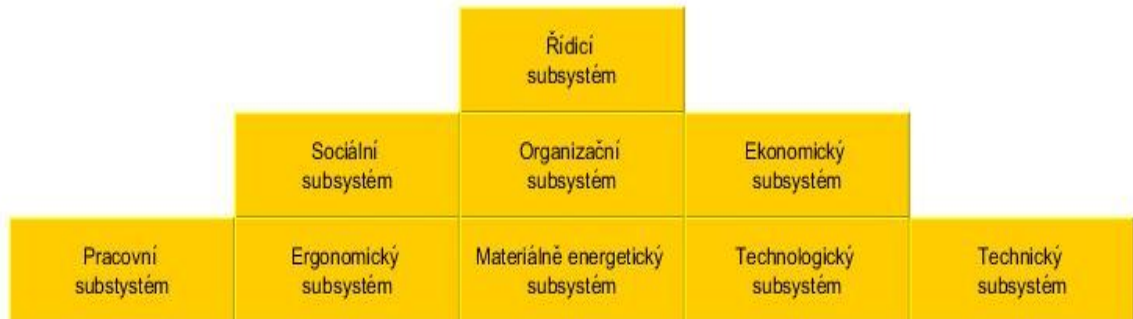 Řídicí
subsystém
Sociální
subsystém
Organizační
subsystém
Ekonomický
subsystém
Pracovní
substystém
Ergonomický
subsystém
Materiálně energetický
subsystém
Technologický
subsystém
Technický
subsystém